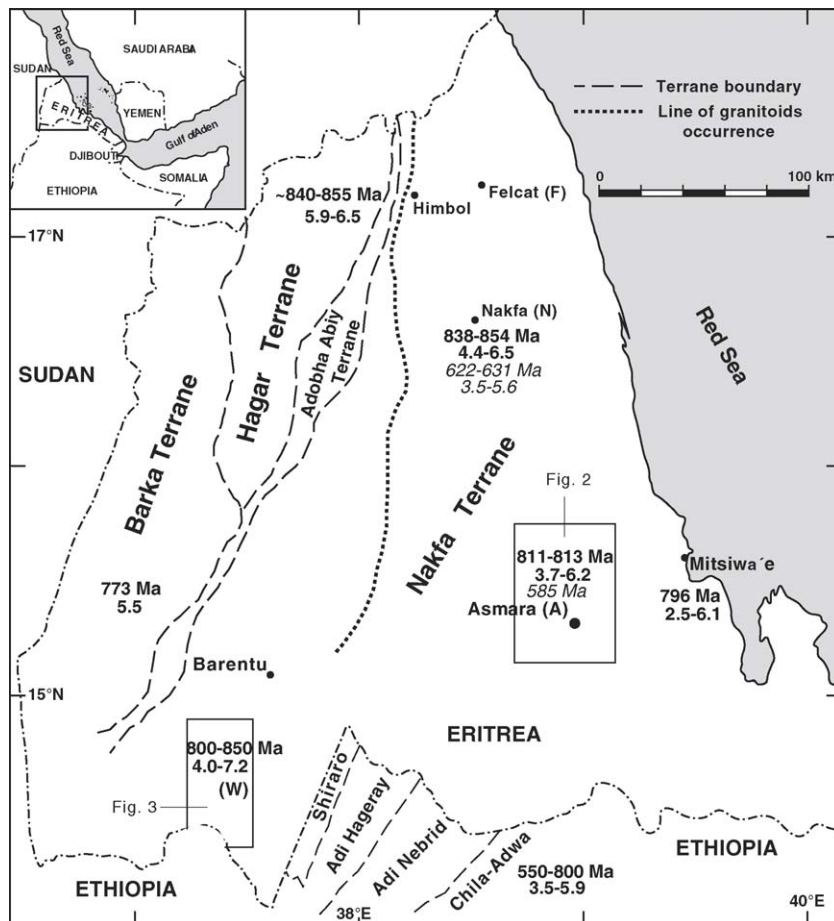 SAUDI ARABA
Red Sea
SUDAN
ERITREA
YEMEN
Gulf of Aden
DJIBOUTI
SOMALIA
ETHIOPIA
Terrane boundary
Line of granitoids
occurrence
0
100 km
~840-855 Ma
5.9-6.5
Himbol
Felcat (F)
17°N
Hagar Terrane
Adobha Abiy
Terrane
Nakfa (N)
838-854 Ma
4.4-6.5
622-631 Ma
3.5-5.6
Red Sea
SUDAN
Barka Terrane
Nakfa Terrane
Fig. 2
811-813 Ma
3.7-6.2
585 Ma
Asmara (A)
Mitsiwa´e
796 Ma
2.5-6.1
773 Ma
5.5
Barentu
15°N
ERITREA
800-850 Ma
4.0-7.2
(W)
Fig. 3
Shiraro
Adi Hageray
Adi Nebrid
Chila-Adwa
550-800 Ma
3.5-5.9
ETHIOPIA
ETHIOPIA
38°E
40°E